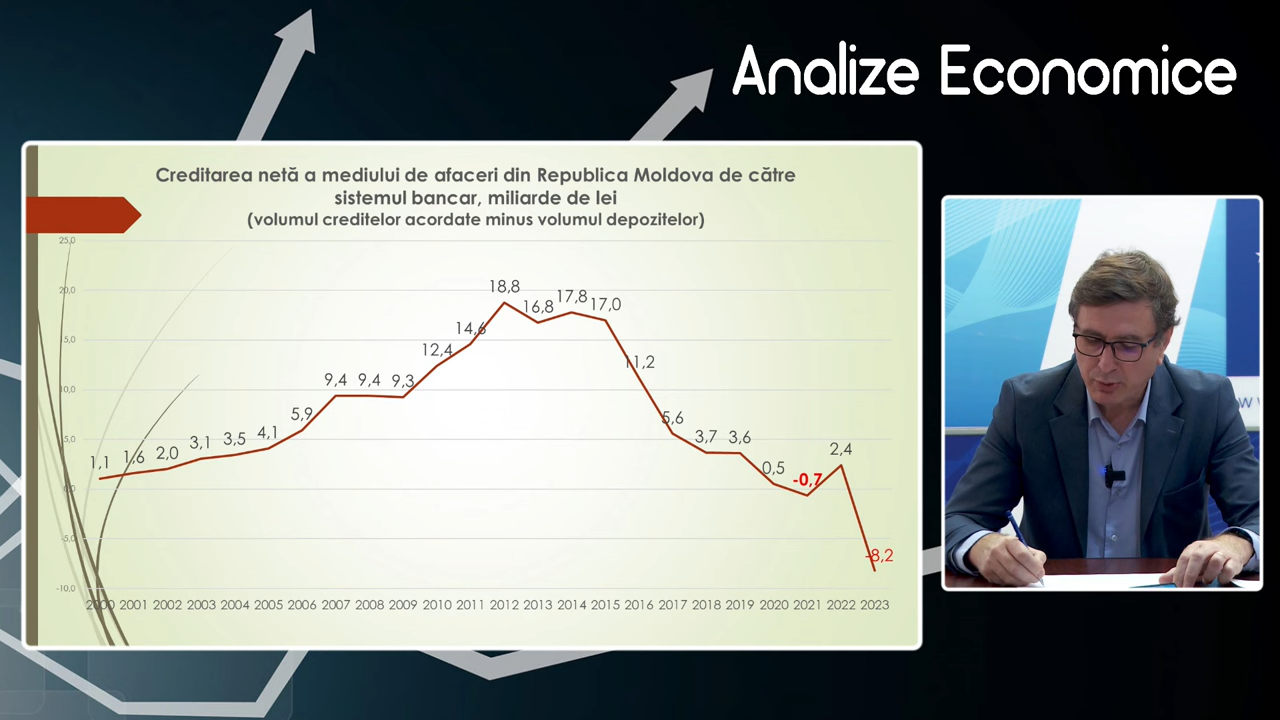 Analize Economice
Creditarea netă a mediului de afaceri din Republica Moldova de către
sistemul bancar, miliarde de lei
(volumul creditelor acordate minus volumul depozitelor)
25,0
20,0
15,0
10,0
5,0
0,0
-5,0
-10,0
1,1 1,6 2,0 3,1 3,5 4,1 5,9 9,4 9,4 9,3 12,4 14,6 18,8 16,8 17,8 17,0 11,2 5,6 3,7 3,6 0,5 -0,7 2,4 -8,2
2000 2001 2002 2003 2004 2005 2006 2007 2008 2009 2010 2011 2012 2013 2014 2015 2016 2017 2018 2019 2020 2021 2022 2023